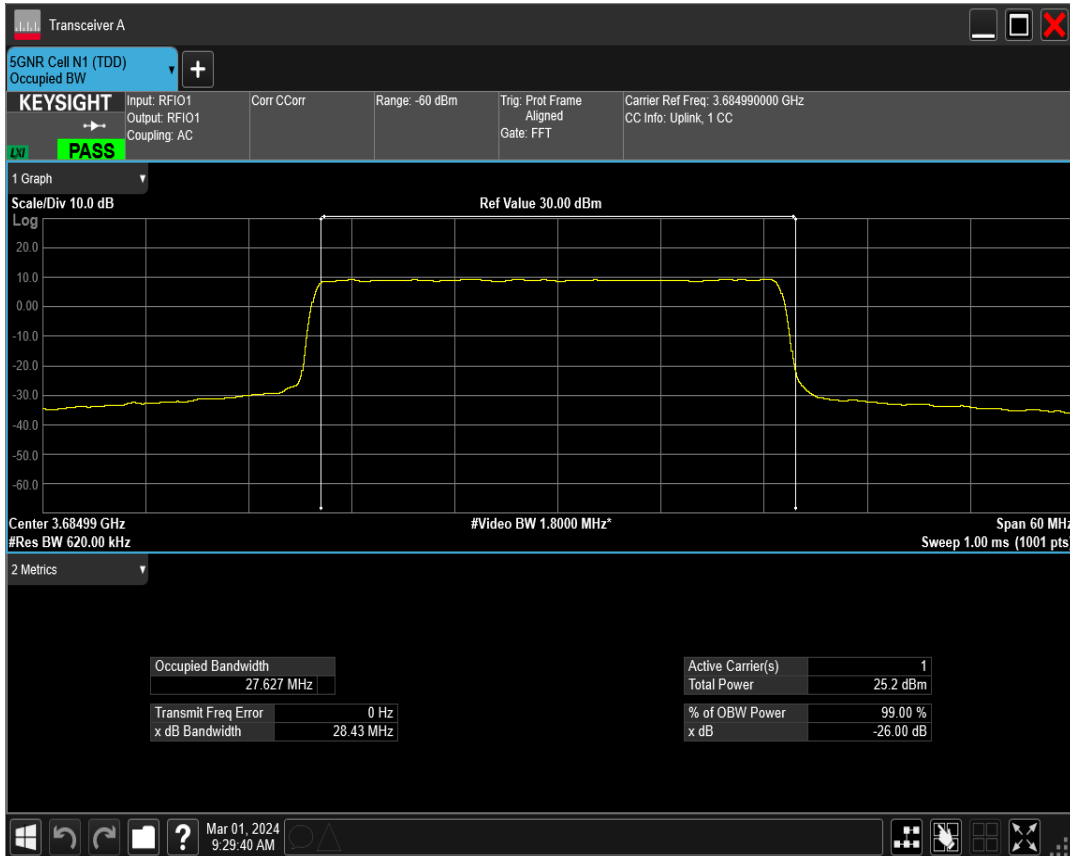 Transceiver A
5GNR Cell N1 (TDD)
Occupied BW
+
KEYSIGHT
LXI
PASS
Input: RFIO1
Output: RFIO1
Coupling: AC
Corr CCorr
Range: -60 dBm
Trig: Prot Frame
Aligned
Gate: FFT
Carrier Ref Freq: 3.684990000 GHz
CC Info: Uplink, 1 CC
1 Graph
Scale/Div 10.0 dB
Ref Value 30.00 dBm
Log
20.0
10.0
0.00
-10.0
-20.0
-30.0
-40.0
-50.0
-60.0
Center 3.68499 GHz
#Video BW 1.8000 MHz*
Span 60 MHz
#Res BW 620.00 kHz
Sweep 1.00 ms (1001 pts)
2 Metrics
Occupied Bandwidth
27.627 MHz
Transmit Freq Error 0 Hz
x dB Bandwidth 28.43 MHz
Active Carrier(s) 1
Total Power 25.2 dBm
% of OBW Power 99.00 %
x dB -26.00 dB
?
Mar 01, 2024
9:29:40 AM